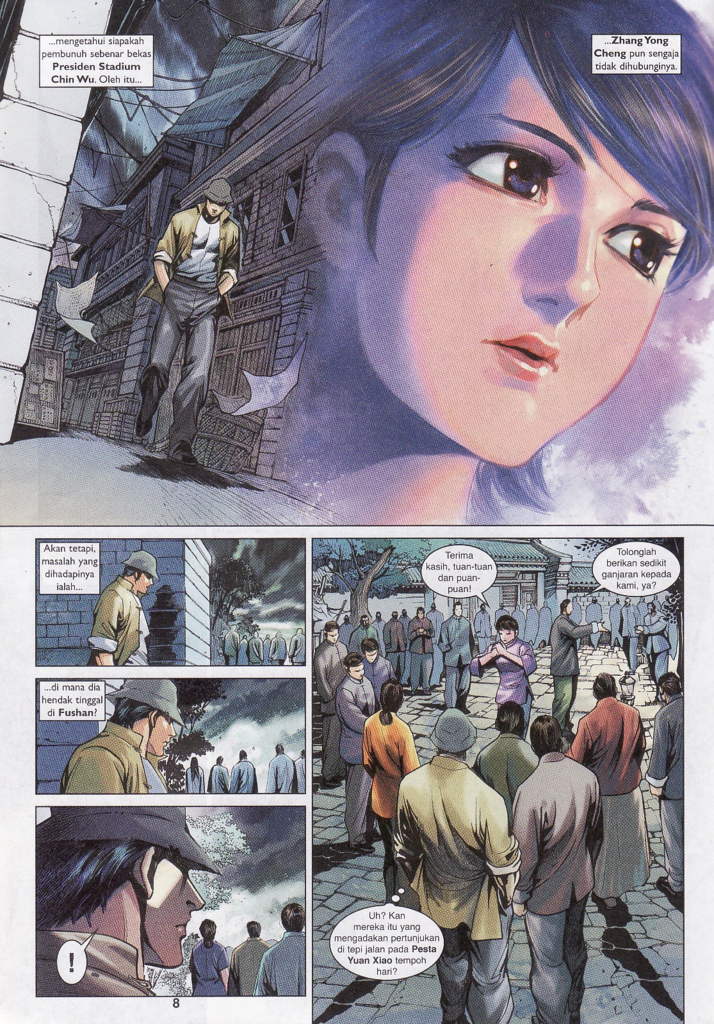 ...mengetahui siapakah
pembunuh sebenar bekas
Presiden Stadium
Chin Wu. Oleh itu...
...Zhang Yong
Cheng pun sengaja
tidak dihubunginya.
Akan tetapi,
masalah yang
dihadapinya
ialah...
...di mana dia
hendak tinggal
di Fushan?
!
Terima
kasih, tuan-tuan
dan puan-
puan!
Tolonglah
berikan sedikit
ganjaran kepada
kami, ya?
Uh? Kan
mereka itu yang
mengadakan pertunjukan
di tepi jalan pada Pesta
Yuan Xiao tempoh
hari?
8